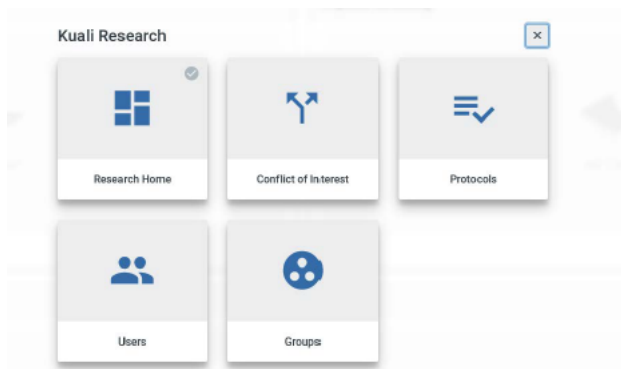 Kuali Research
Research Home
Conflict of Interest
Protocols
Users
Groups